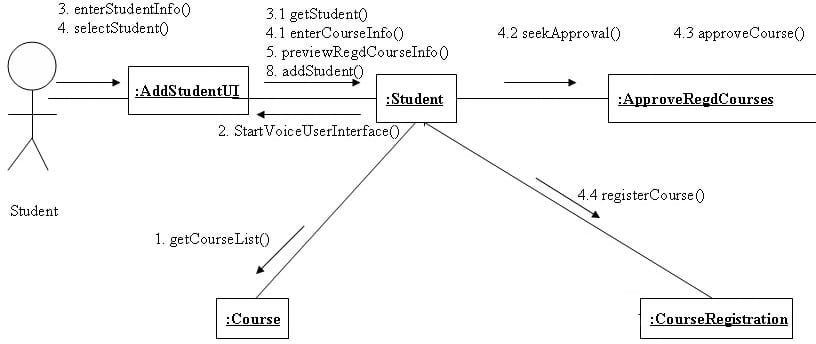 3. enterStudentInfo()
4. selectStudent()
3.1 getStudent()
4.1 enterCourseInfo()
5. previewRegdCourseInfo()
8. addStudent()
4.2 seekApproval()
4.3 approveCourse()
:AddStudentUI
:Student
:ApproveRegdCourses
2. StartVoiceUserInterface()
Student
4.4 registerCourse()
1. getCourseList()
:Course
:CourseRegistration